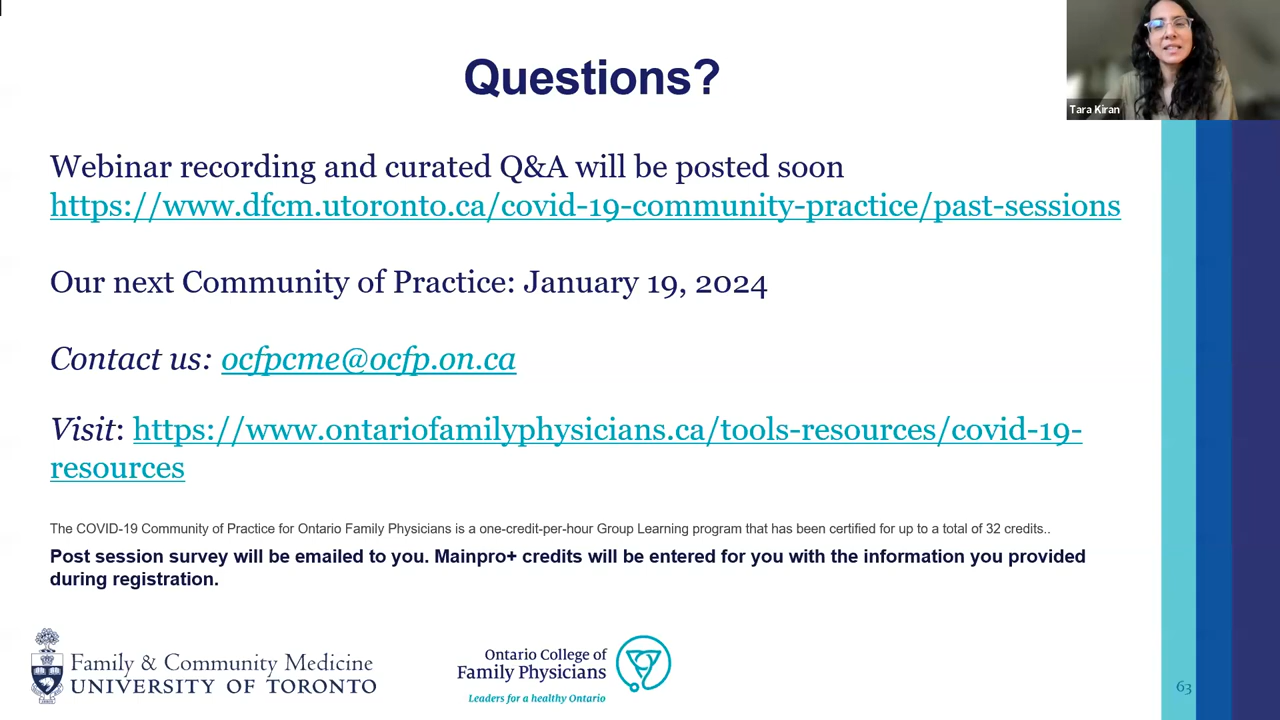 Questions?
Tara Kiran
Webinar recording and curated Q&A will be posted soon
https://www.dfcm.utoronto.ca/covid-19-community-practice/past-sessions
Our next Community of Practice: January 19, 2024
Contact us: ocfpcme@ocfp.on.ca
Visit: https://www.ontariofamilyphysicians.ca/tools-resources/covid-19-
resources
The COVID-19 Community of Practice for Ontario Family Physicians is a one-credit-per-hour Group Learning program that has been certified for up to a total of 32 credits..
Post session survey will be emailed to you. Mainpro+ credits will be entered for you with the information you provided
during registration.
Family & Community Medicine
UNIVERSITY OF TORONTO
Ontario College of
Family Physicians
Leaders for a healthy Ontario
63